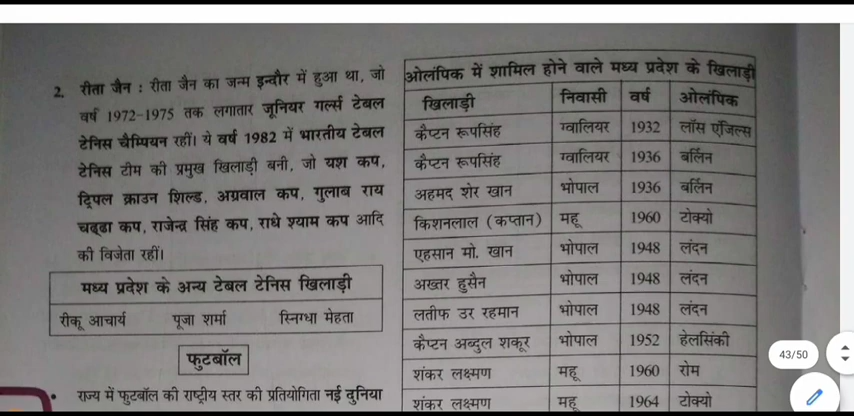 2. रीता जैन : रीता जैन का जन्म इन्दौर में हुआ था, जो
वर्ष 1972-1975 तक लगातार जूनियर गर्ल्स टेबल
टेनिस चैम्पियन रहीं। ये वर्ष 1982 में भारतीय टेबल
टेनिस टीम की प्रमुख खिलाड़ी बनी, जो यश कप,
ट्रिपल क्राउन शिल्ड, अग्रवाल कप, गुलाब राय
चड्ढा कप, राजेन्द्र सिंह कप, राधे श्याम कप आदि
की विजेता रहीं।
मध्य प्रदेश के अन्य टेबल टेनिस खिलाड़ी
रीकू आचार्य पूजा शर्मा स्निग्धा मेहता
फुटबॉल
• राज्य में फुटबॉल की राष्ट्रीय स्तर की प्रतियोगिता नई दुनिया
ओलंपिक में शामिल होने वाले मध्य प्रदेश के खिलाड़ी
खिलाड़ी निवासी वर्ष ओलंपिक
कैप्टन रूपसिंह ग्वालियर 1932 लॉस एंजिल्स
कैप्टन रूपसिंह ग्वालियर 1936 बर्लिन
अहमद शेर खान भोपाल 1936 बर्लिन
किशनलाल (कप्तान) महू 1960 टोक्यो
एहसान मो. खान भोपाल 1948 लंदन
अख्तर हुसैन भोपाल 1948 लंदन
लतीफ उर रहमान भोपाल 1948 लंदन
कैप्टन अब्दुल शकूर भोपाल 1952 हेलसिंकी
शंकर लक्ष्मण महू 1960 रोम
शंकर लक्ष्मण महू 1964 टोक्यो
43/50